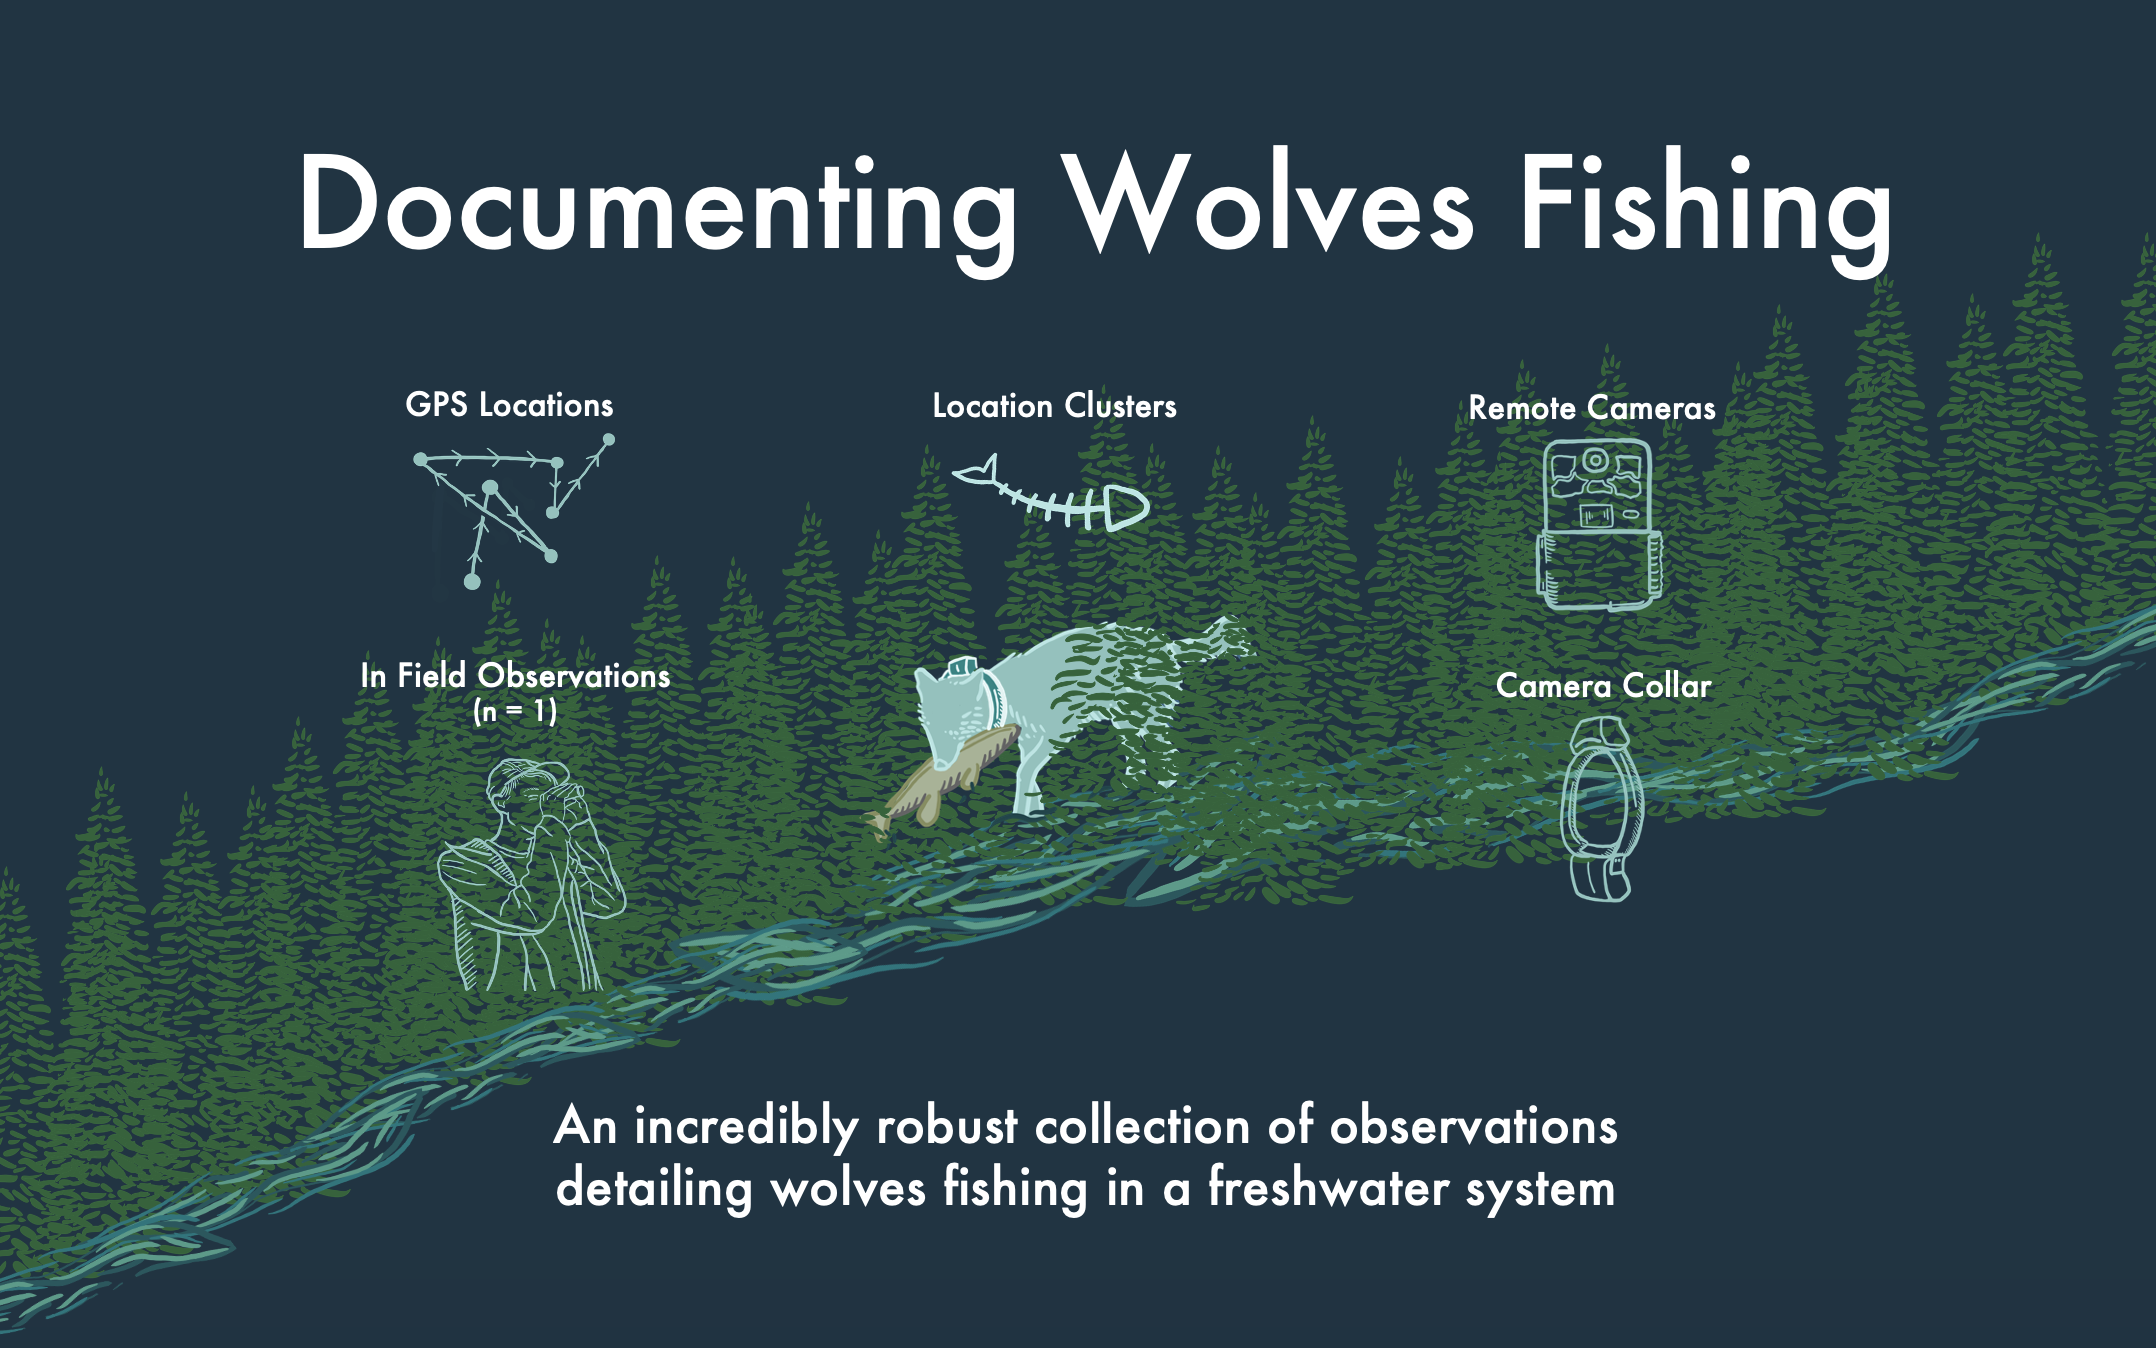 Documenting Wolves Fishing
GPS Locations
Location Clusters
Remote Cameras
In Field Observations
(n = 1)
Camera Collar
An incredibly robust collection of observations
detailing wolves fishing in a freshwater system